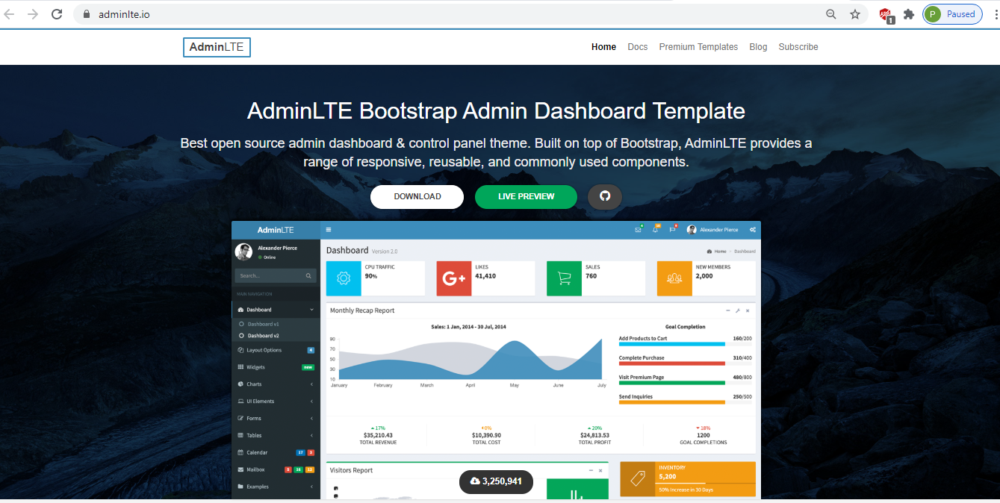 adminlte.io
1
P
Paused
AdminLTE
Home
Docs
Premium Templates
Blog
Subscribe
AdminLTE Bootstrap Admin Dashboard Template
Best open source admin dashboard & control panel theme. Built on top of Bootstrap, AdminLTE provides a
range of responsive, reusable, and commonly used components.
DOWNLOAD
LIVE PREVIEW
AdminLTE
Alexander Pierce
Alexander Pierce
Online
Search...
MAIN NAVIGATION
Dashboard
Dashboard v1
Dashboard v2
Layout Options
4
Widgets
new
Charts
UI Elements
Forms
Tables
Calendar
17 3
Mailbox
5 16 12
Examples
Dashboard Version 2.0
Home > Dashboard
CPU TRAFFIC
90%
G+
LIKES
41,410
SALES
760
NEW MEMBERS
2,000
Monthly Recap Report
Sales: 1 Jan, 2014 - 30 Jul, 2014
90
70
50
30
10
January
February
March
April
May
June
July
Goal Completion
Add Products to Cart
160/200
Complete Purchase
310/400
Visit Premium Page
480/800
Send Inquiries
250/500
17%
$35,210.43
TOTAL REVENUE
0%
$10,390.90
TOTAL COST
20%
$24,813.53
TOTAL PROFIT
18%
1200
GOAL COMPLETIONS
Visitors Report
3,250,941
INVENTORY
5,200
50% Increase in 30 Days